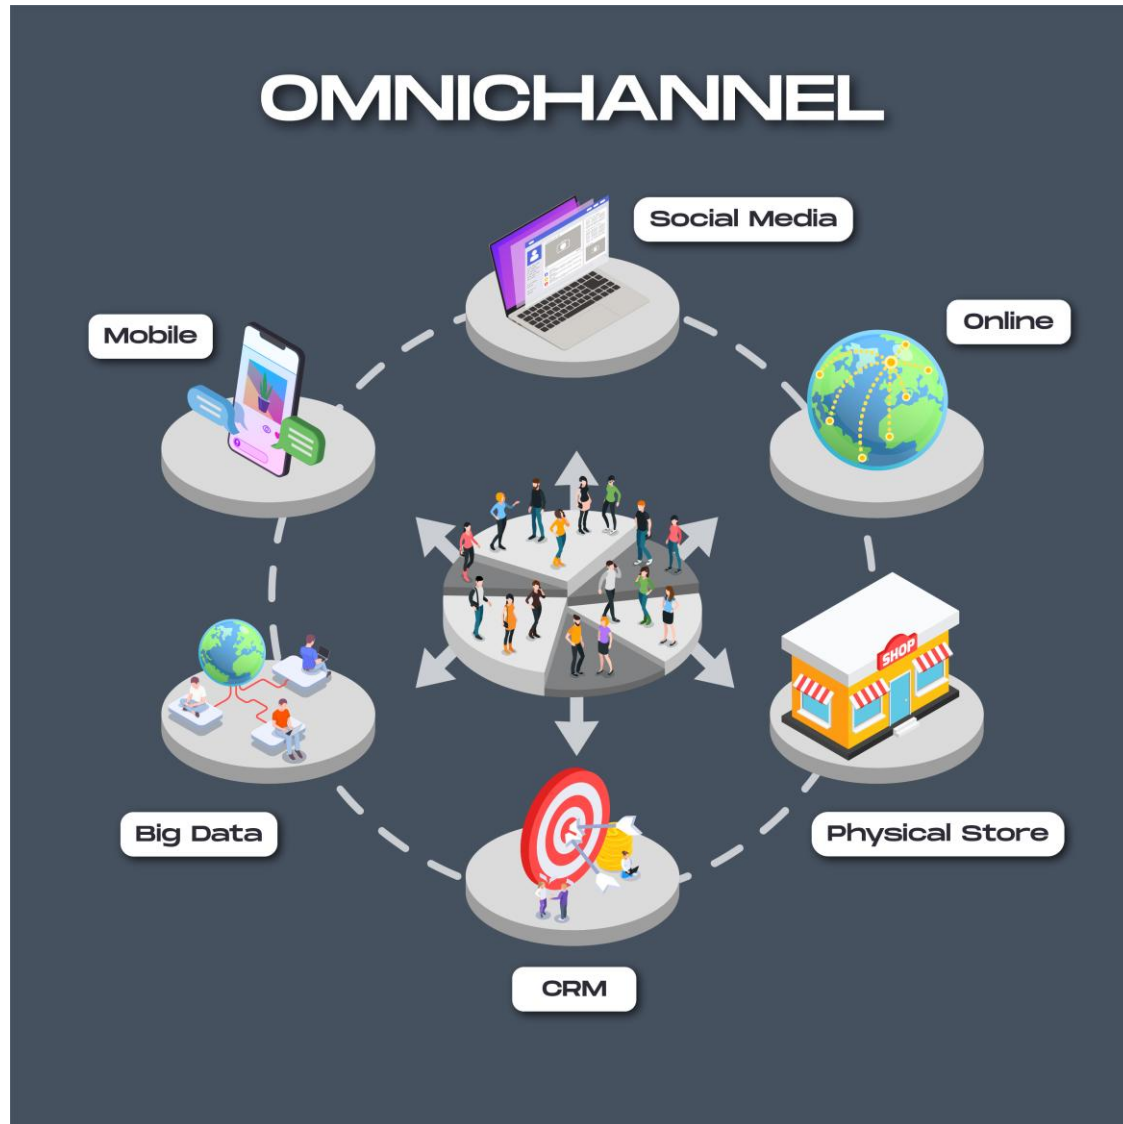 OMNICHANNEL
Social Media
Online
Mobile
SHOP
Big Data
Physical Store
CRM